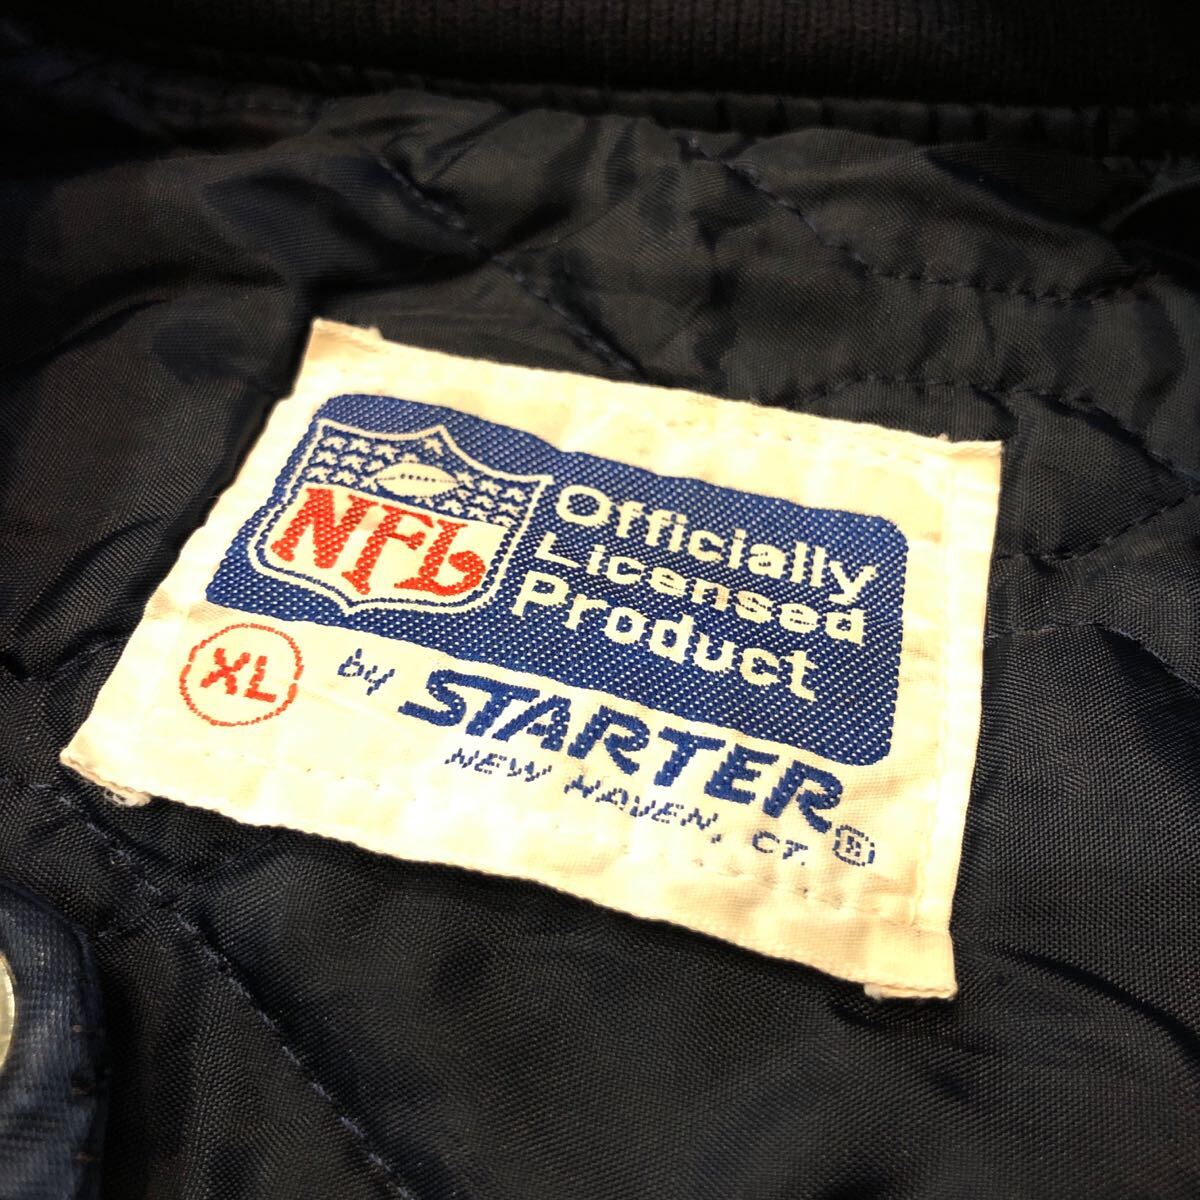 NFL
Officially
Licensed
Product
XL
by STARTER®
NEW HAVEN, CT.